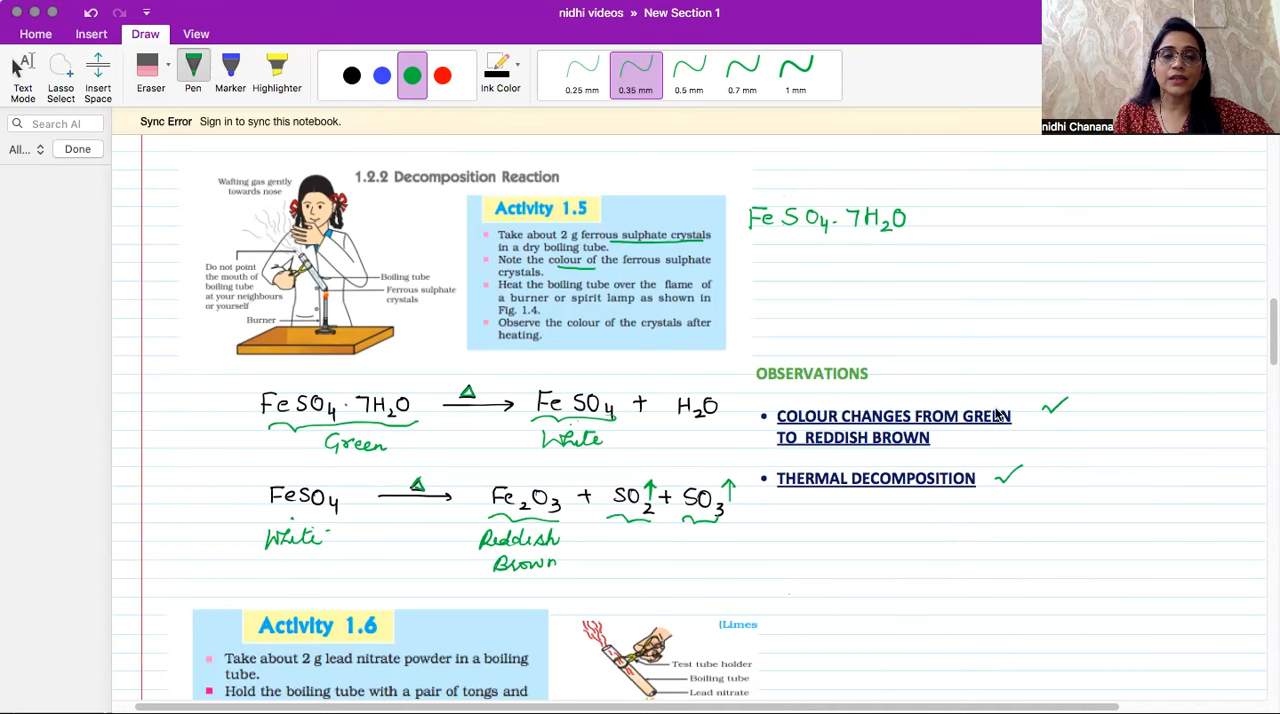 nidhi videos » New Section 1
Home Insert Draw View
Text Mode
Lasso Select
Insert Space
Eraser
Pen
Marker
Highlighter
Ink Color
0.25 mm
0.35 mm
0.5 mm
0.7 mm
1 mm
nidhi Chanana
Search Al
Sync Error Sign in to sync this notebook.
All...
Done
1.2.2 Decomposition Reaction
Wafting gas gently
towards nose
Do not point
the mouth of
boiling tube
at your neighbours
or yourself
Boiling tube
Ferrous sulphate
crystals
Burner
Activity 1.5
Take about 2 g ferrous sulphate crystals
in a dry boiling tube.
Note the colour of the ferrous sulphate
crystals.
Heat the boiling tube over the flame of
a burner or spirit lamp as shown in
Fig. 1.4.
Observe the colour of the crystals after
heating.
FeSO₄·7H₂O
FeSO₄·7H₂O →Δ FeSO₄ + H₂O
Green White
FeSO₄ →Δ Fe₂O₃ + SO₂↑ + SO₃↑
White Reddish
Brown
OBSERVATIONS
• COLOUR CHANGES FROM GREEN ✓
TO REDDISH BROWN
• THERMAL DECOMPOSITION ✓
Activity 1.6
Take about 2 g lead nitrate powder in a boiling
tube.
Hold the boiling tube with a pair of tongs and
(Limes
Test tube holder
Boiling tube
Lead nitrate